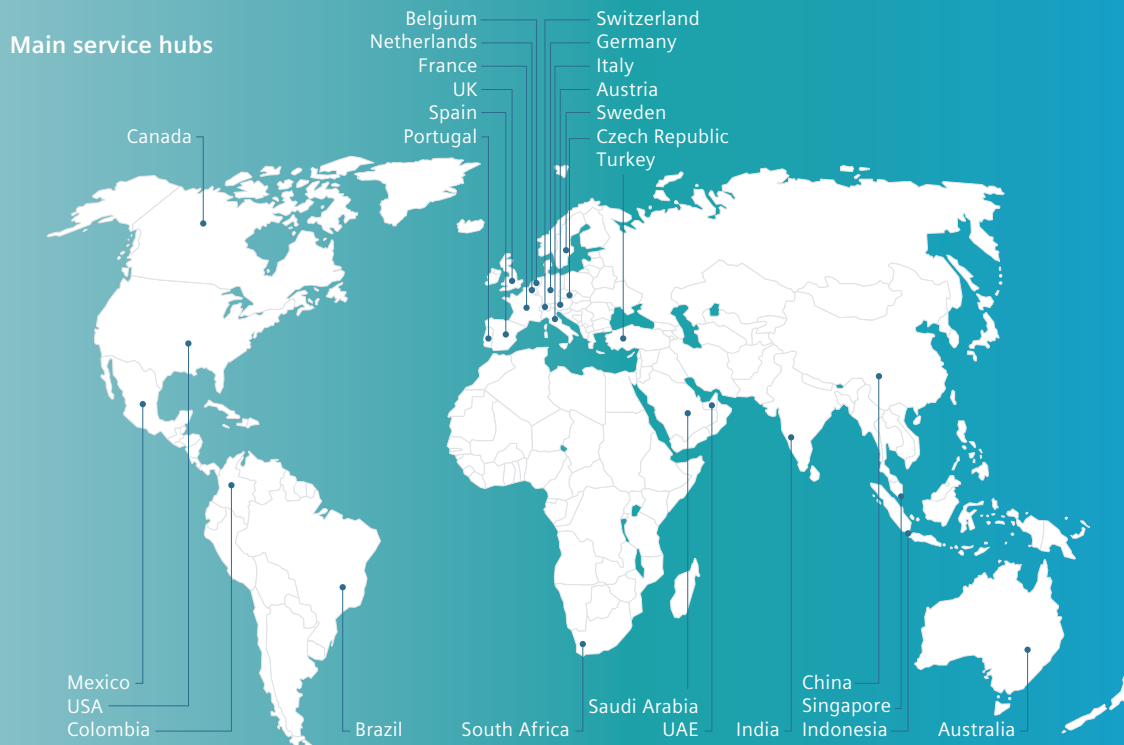 Main service hubs
Belgium
Netherlands
France
UK
Spain
Portugal
Switzerland
Germany
Italy
Austria
Sweden
Czech Republic
Turkey
Canada
Mexico
USA
Colombia
Brazil
South Africa
Saudi Arabia
UAE
India
China
Singapore
Indonesia
Australia